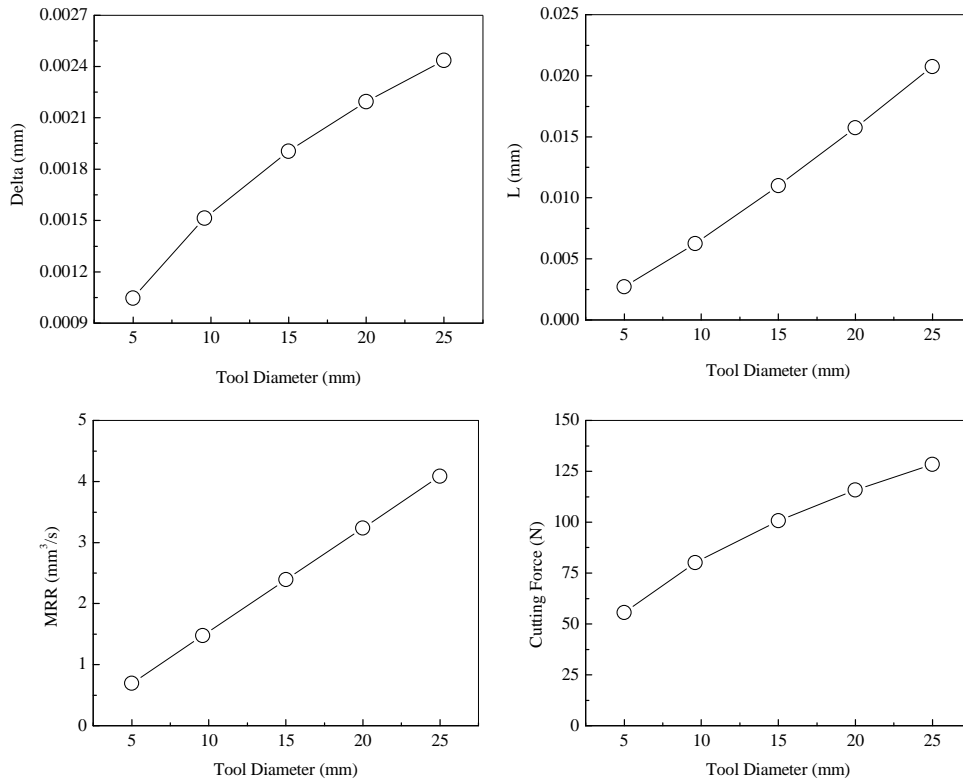 0.0027
0.0024
0.0021
0.0018
0.0015
0.0012
0.0009
Delta (mm)
5 10 15 20 25
Tool Diameter (mm)
0.025
0.020
0.015
0.010
0.005
0.000
L (mm)
5 10 15 20 25
Tool Diameter (mm)
5
4
3
2
1
0
MRR (mm³/s)
5 10 15 20 25
Tool Diameter (mm)
150
125
100
75
50
25
0
Cutting Force (N)
5 10 15 20 25
Tool Diameter (mm)